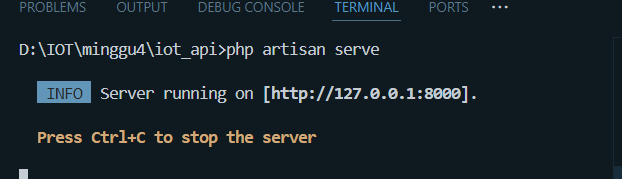 PROBLEMS OUTPUT DEBUG CONSOLE TERMINAL PORTS ...
D:\IOT\minggu4\iot_api>php artisan serve
INFO Server running on [http://127.0.0.1:8000].
Press Ctrl+C to stop the server